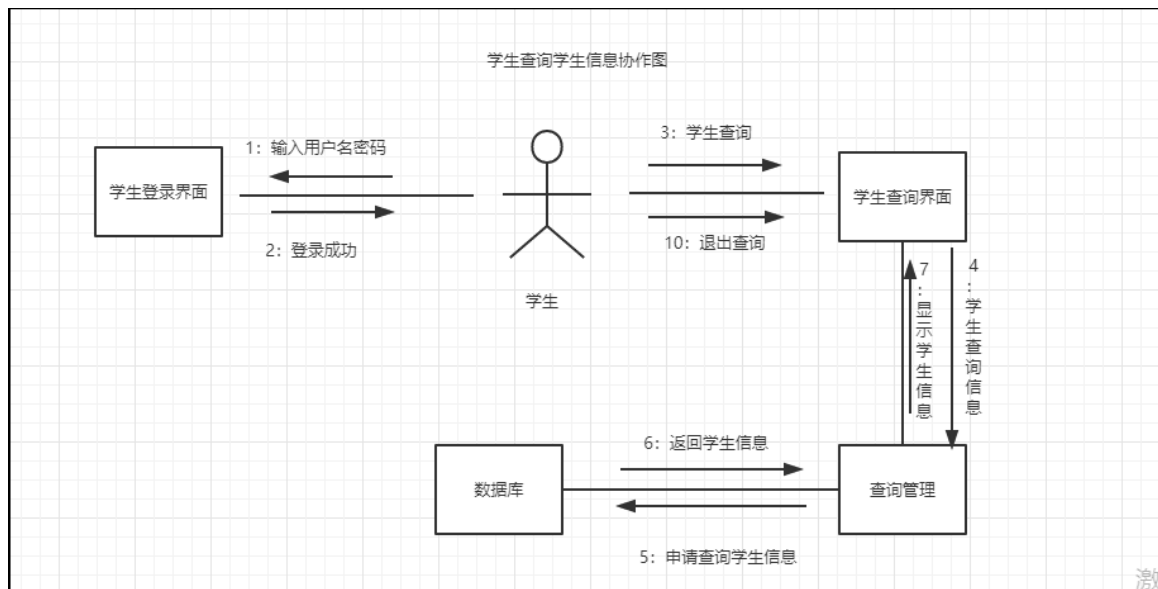 学生查询学生信息协作图
1：输入用户名密码
3：学生查询
学生登录界面
学生查询界面
2：登录成功
10：退出查询
学生
7：显示学生信息
4：学生查询信息
6：返回学生信息
数据库
查询管理
5：申请查询学生信息
激